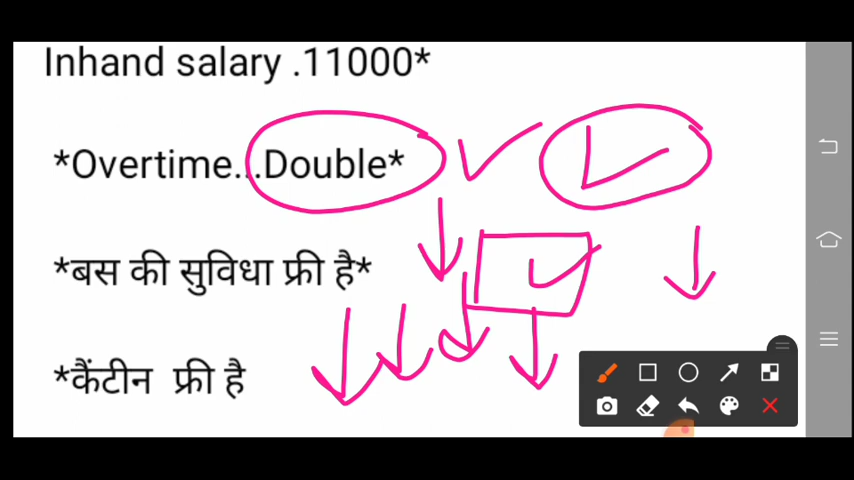 Inhand salary .11000*
*Overtime...Double*
*बस की सुविधा फ्री है*
*कैंटीन फ्री है